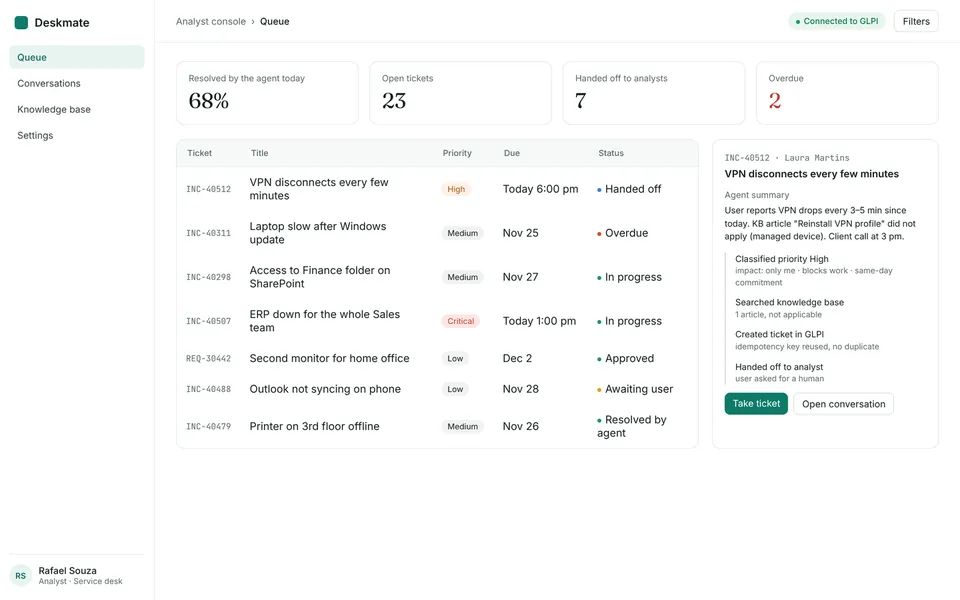 Deskmate
Queue
Conversations
Knowledge base
Settings
RS
Rafael Souza
Analyst · Service desk
Analyst console › Queue
Connected to GLPI
Filters
Resolved by the agent today
68%
Open tickets
23
Handed off to analysts
7
Overdue
2
Ticket Title Priority Due Status
INC-40512 VPN disconnects every few minutes High Today 6:00 pm Handed off
INC-40311 Laptop slow after Windows update Medium Nov 25 Overdue
INC-40298 Access to Finance folder on SharePoint Medium Nov 27 In progress
INC-40507 ERP down for the whole Sales team Critical Today 1:00 pm In progress
REQ-30442 Second monitor for home office Low Dec 2 Approved
INC-40488 Outlook not syncing on phone Low Nov 28 Awaiting user
INC-40479 Printer on 3rd floor offline Medium Nov 26 Resolved by agent
INC-40512 · Laura Martins
VPN disconnects every few minutes
Agent summary
User reports VPN drops every 3–5 min since
today. KB article "Reinstall VPN profile" did not
apply (managed device). Client call at 3 pm.
Classified priority High
impact: only me · blocks work · same-day
commitment
Searched knowledge base
1 article, not applicable
Created ticket in GLPI
idempotency key reused, no duplicate
Handed off to analyst
user asked for a human
Take ticket
Open conversation